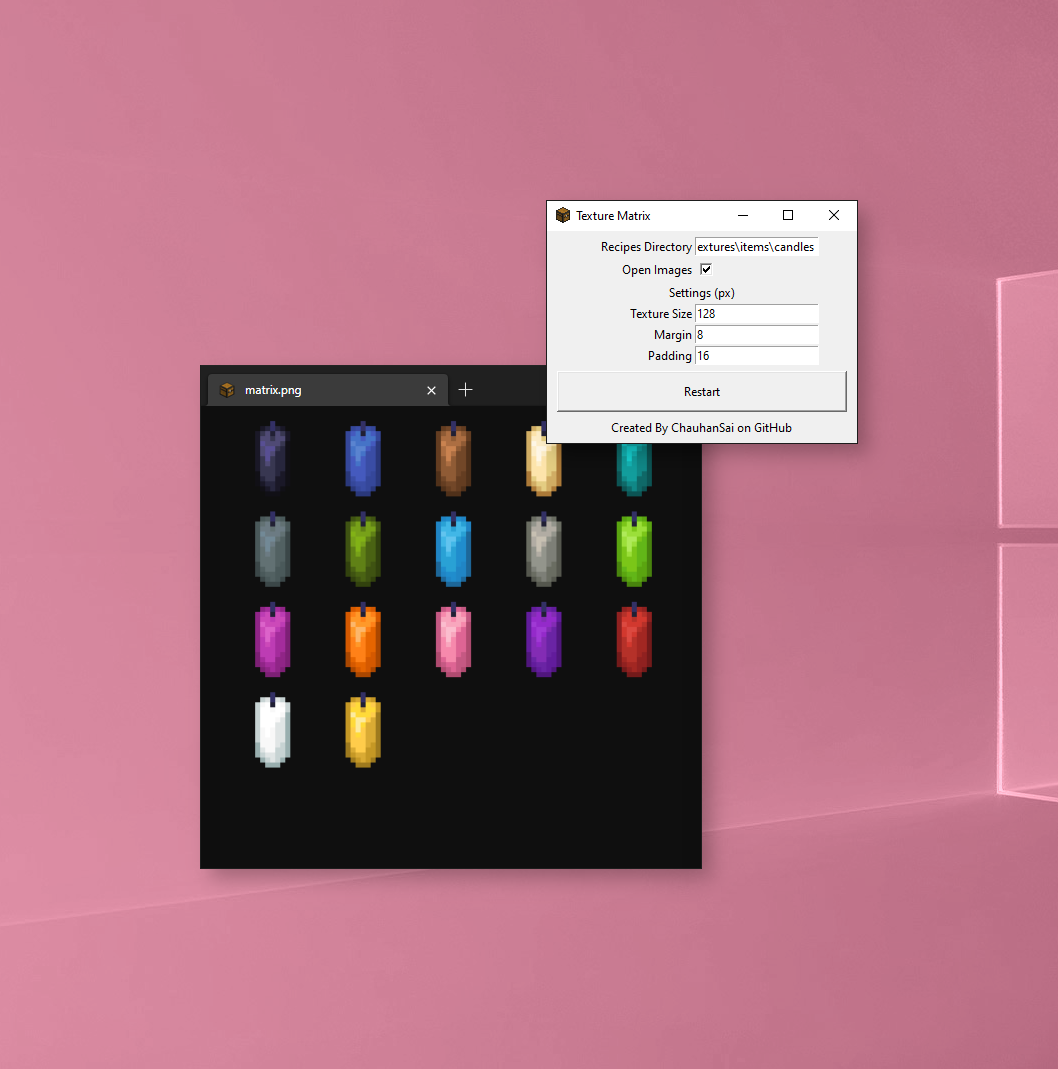 Texture Matrix
Recipes Directory extures\items\candles
Open Images
Settings (px)
Texture Size 128
Margin 8
Padding 16
Restart
Created By ChauhanSai on GitHub
matrix.png